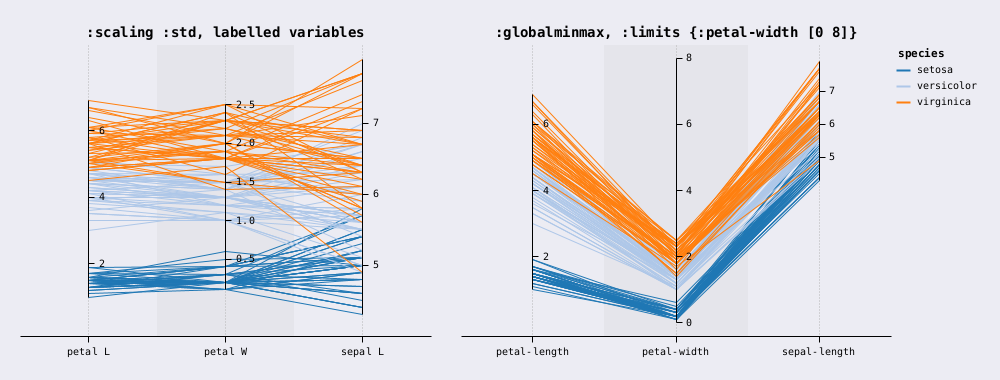 :scaling :std, labelled variables
2
4
6
0.5
1.0
1.5
2.0
2.5
5
6
7
petal L
petal W
sepal L
:globalminmax, :limits {:petal-width [0 8]}
2
4
6
0
2
4
6
8
5
6
7
petal-length
petal-width
sepal-length
species
setosa
versicolor
virginica